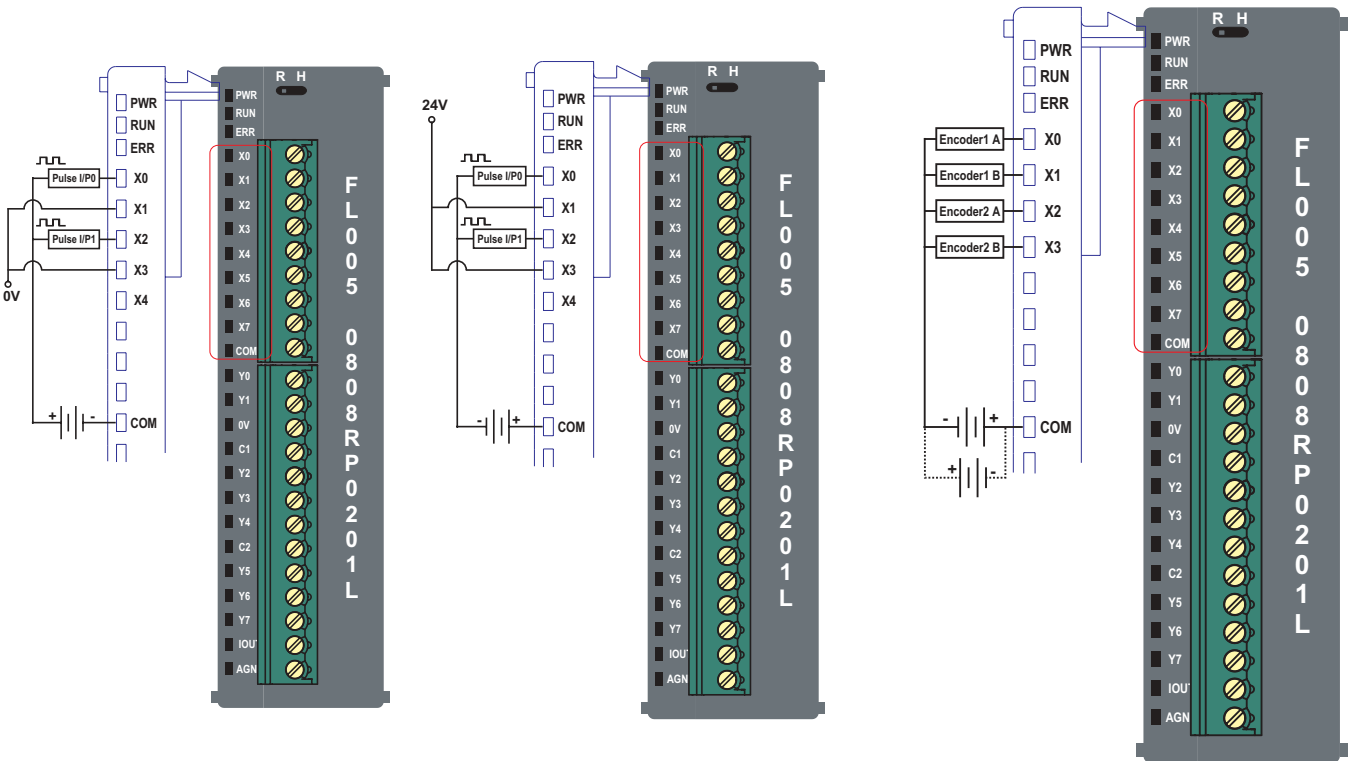 PWR
RUN
ERR
Pulse I/P0
X0
X1
Pulse I/P1
X2
X3
0V
X4
+
-
COM
R H
PWR
RUN
ERR
X0
X1
X2
X3
X4
X5
X6
X7
COM
Y0
Y1
0V
C1
Y2
Y3
Y4
C2
Y5
Y6
Y7
IOU
AGN
FL005 0808RP0201L
24V
PWR
RUN
ERR
Pulse I/P0
X0
X1
Pulse I/P1
X2
X3
X4
-
+
COM
R H
PWR
RUN
ERR
X0
X1
X2
X3
X4
X5
X6
X7
COM
Y0
Y1
0V
C1
Y2
Y3
Y4
C2
Y5
Y6
Y7
IOU
AGN
FL005 0808RP0201L
PWR
RUN
ERR
Encoder1 A
X0
Encoder1 B
X1
Encoder2 A
X2
Encoder2 B
X3
-
+
COM
+
-
R H
PWR
RUN
ERR
X0
X1
X2
X3
X4
X5
X6
X7
COM
Y0
Y1
0V
C1
Y2
Y3
Y4
C2
Y5
Y6
Y7
IOU
AGN
FL005 0808RP0201L